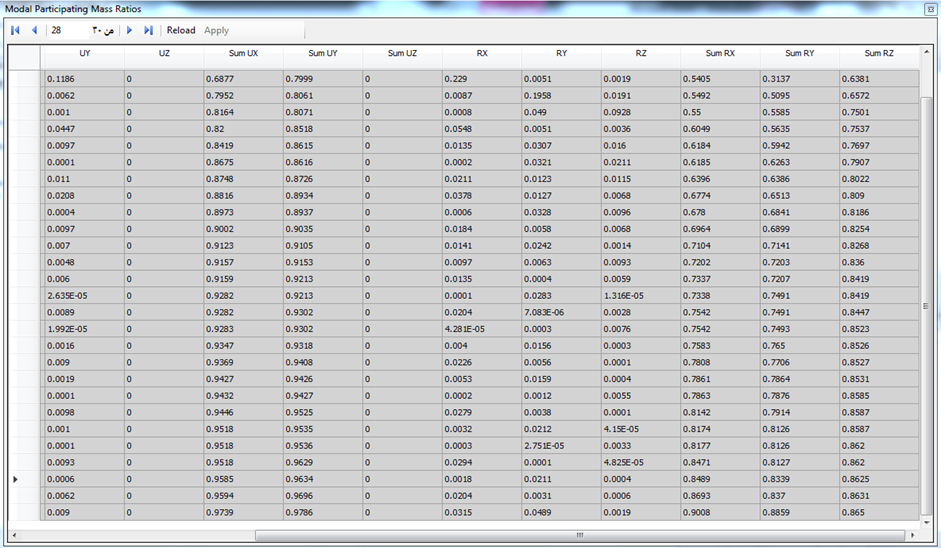 Modal Participating Mass Ratios
28 من ٣٠ Reload Apply
UY UZ Sum UX Sum UY Sum UZ RX RY RZ Sum RX Sum RY Sum RZ
0.1186 0 0.6877 0.7999 0 0.229 0.0051 0.0019 0.5405 0.3137 0.6381
0.0062 0 0.7952 0.8061 0 0.0087 0.1958 0.0191 0.5492 0.5095 0.6572
0.001 0 0.8164 0.8071 0 0.0008 0.049 0.0928 0.55 0.5585 0.7501
0.0447 0 0.82 0.8518 0 0.0548 0.0051 0.0036 0.6049 0.5635 0.7537
0.0097 0 0.8419 0.8615 0 0.0135 0.0307 0.016 0.6184 0.5942 0.7697
0.0001 0 0.8675 0.8616 0 0.0002 0.0321 0.0211 0.6185 0.6263 0.7907
0.011 0 0.8748 0.8726 0 0.0211 0.0123 0.0115 0.6396 0.6386 0.8022
0.0208 0 0.8816 0.8934 0 0.0378 0.0127 0.0068 0.6774 0.6513 0.809
0.0004 0 0.8973 0.8937 0 0.0006 0.0328 0.0096 0.678 0.6841 0.8186
0.0097 0 0.9002 0.9035 0 0.0184 0.0058 0.0068 0.6964 0.6899 0.8254
0.007 0 0.9123 0.9105 0 0.0141 0.0242 0.0014 0.7104 0.7141 0.8268
0.0048 0 0.9157 0.9153 0 0.0097 0.0063 0.0093 0.7202 0.7203 0.836
0.006 0 0.9159 0.9213 0 0.0135 0.0004 0.0059 0.7337 0.7207 0.8419
2.635E-05 0 0.9282 0.9213 0 0.0001 0.0283 1.316E-05 0.7338 0.7491 0.8419
0.0089 0 0.9282 0.9302 0 0.0204 7.083E-06 0.0028 0.7542 0.7491 0.8447
1.992E-05 0 0.9283 0.9302 0 4.281E-05 0.0003 0.0076 0.7542 0.7493 0.8523
0.0016 0 0.9347 0.9318 0 0.004 0.0156 0.0003 0.7583 0.765 0.8526
0.009 0 0.9369 0.9408 0 0.0226 0.0056 0.0001 0.7808 0.7706 0.8527
0.0019 0 0.9427 0.9426 0 0.0053 0.0159 0.0004 0.7861 0.7864 0.8531
0.0001 0 0.9432 0.9427 0 0.0002 0.0012 0.0055 0.7863 0.7876 0.8585
0.0098 0 0.9446 0.9525 0 0.0279 0.0038 0.0001 0.8142 0.7914 0.8587
0.001 0 0.9518 0.9535 0 0.0032 0.0212 4.15E-05 0.8174 0.8126 0.8587
0.0001 0 0.9518 0.9536 0 0.0003 2.751E-05 0.0033 0.8177 0.8126 0.862
0.0093 0 0.9518 0.9629 0 0.0294 0.0001 4.825E-05 0.8471 0.8127 0.862
0.0006 0 0.9585 0.9634 0 0.0018 0.0211 0.0004 0.8489 0.8339 0.8625
0.0062 0 0.9594 0.9696 0 0.0204 0.0031 0.0006 0.8693 0.837 0.8631
0.009 0 0.9739 0.9786 0 0.0315 0.0489 0.0019 0.9008 0.8859 0.865